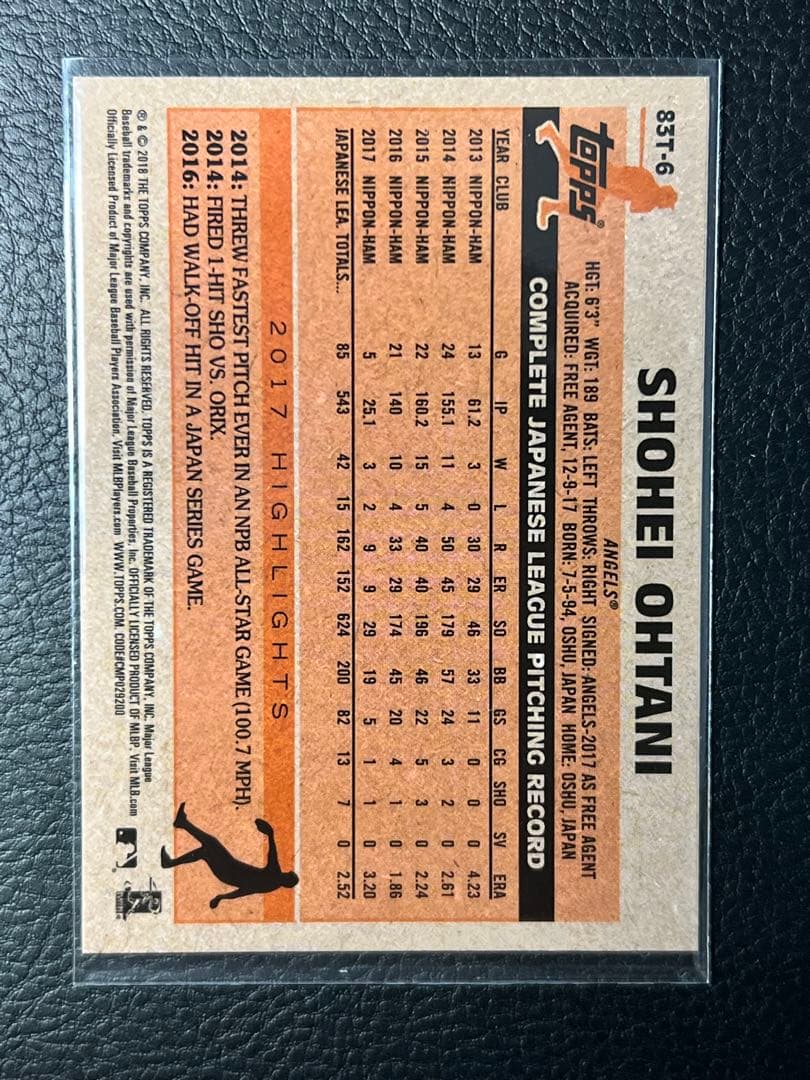 83T-6
SHOHEI OHTANI
topps®
ANGELS®
HGT: 6'3" WGT: 189 BATS: LEFT THROWS: RIGHT SIGNED: ANGELS-2017 AS FREE AGENT
ACQUIRED: FREE AGENT, 12-9-17 BORN: 7-5-94, OSHU, JAPAN HOME: OSHU, JAPAN
COMPLETE JAPANESE LEAGUE PITCHING RECORD
YEAR CLUB G IP W L R ER SO BB GS CG SHO SV ERA
2013 NIPPON-HAM 13 61.2 3 0 30 29 46 33 11 0 0 0 4.23
2014 NIPPON-HAM 24 155.1 11 4 50 45 179 57 24 3 2 0 2.61
2015 NIPPON-HAM 22 160.2 15 5 40 40 196 46 22 5 3 0 2.24
2016 NIPPON-HAM 21 140 10 4 33 29 174 45 20 4 1 0 1.86
2017 NIPPON-HAM 5 25.1 3 2 9 9 29 19 5 1 1 0 3.20
JAPANESE LEA. TOTALS... 85 543 42 15 162 152 624 200 82 13 7 0 2.52
2017 HIGHLIGHTS
2014: THREW FASTEST PITCH EVER IN AN NPB ALL-STAR GAME (100.7 MPH).
2014: FIRED 1-HIT SHO VS. ORIX.
2016: HAD WALK-OFF HIT IN A JAPAN SERIES GAME.
® & © 2018 THE TOPPS COMPANY, INC. ALL RIGHTS RESERVED. TOPPS IS A REGISTERED TRADEMARK OF THE TOPPS COMPANY, INC. Major League
Baseball trademarks and copyrights are used with permission of Major League Baseball Properties, Inc. OFFICIALLY LICENSED PRODUCT OF MLBP. Visit MLB.com
Officially Licensed Product of Major League Baseball Players Association. Visit MLBPlayers.com WWW.TOPPS.COM. CODE#CMP029200